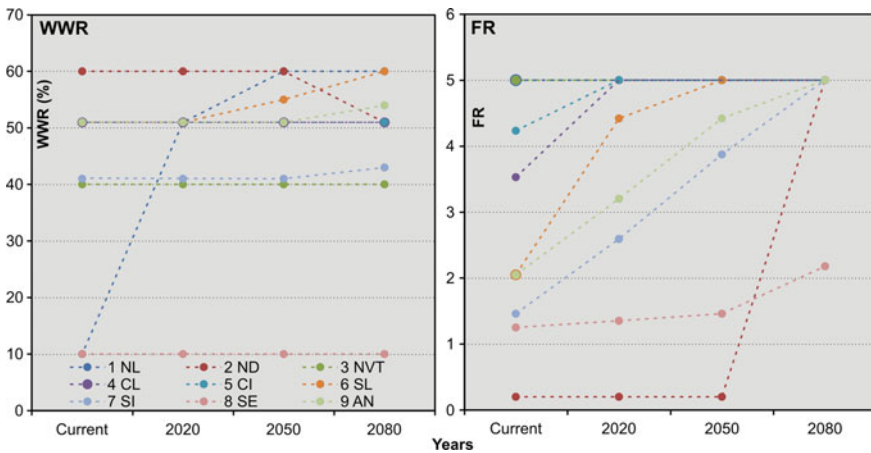 WWR
WWR (%)
70
60
50
40
30
20
10
0
1 NL 2 ND 3 NVT
4 CL 5 CI 6 SL
7 SI 8 SE 9 AN
Current 2020 2050 2080
FR
FR
6
5
4
3
2
1
0
Current 2020 2050 2080
Years